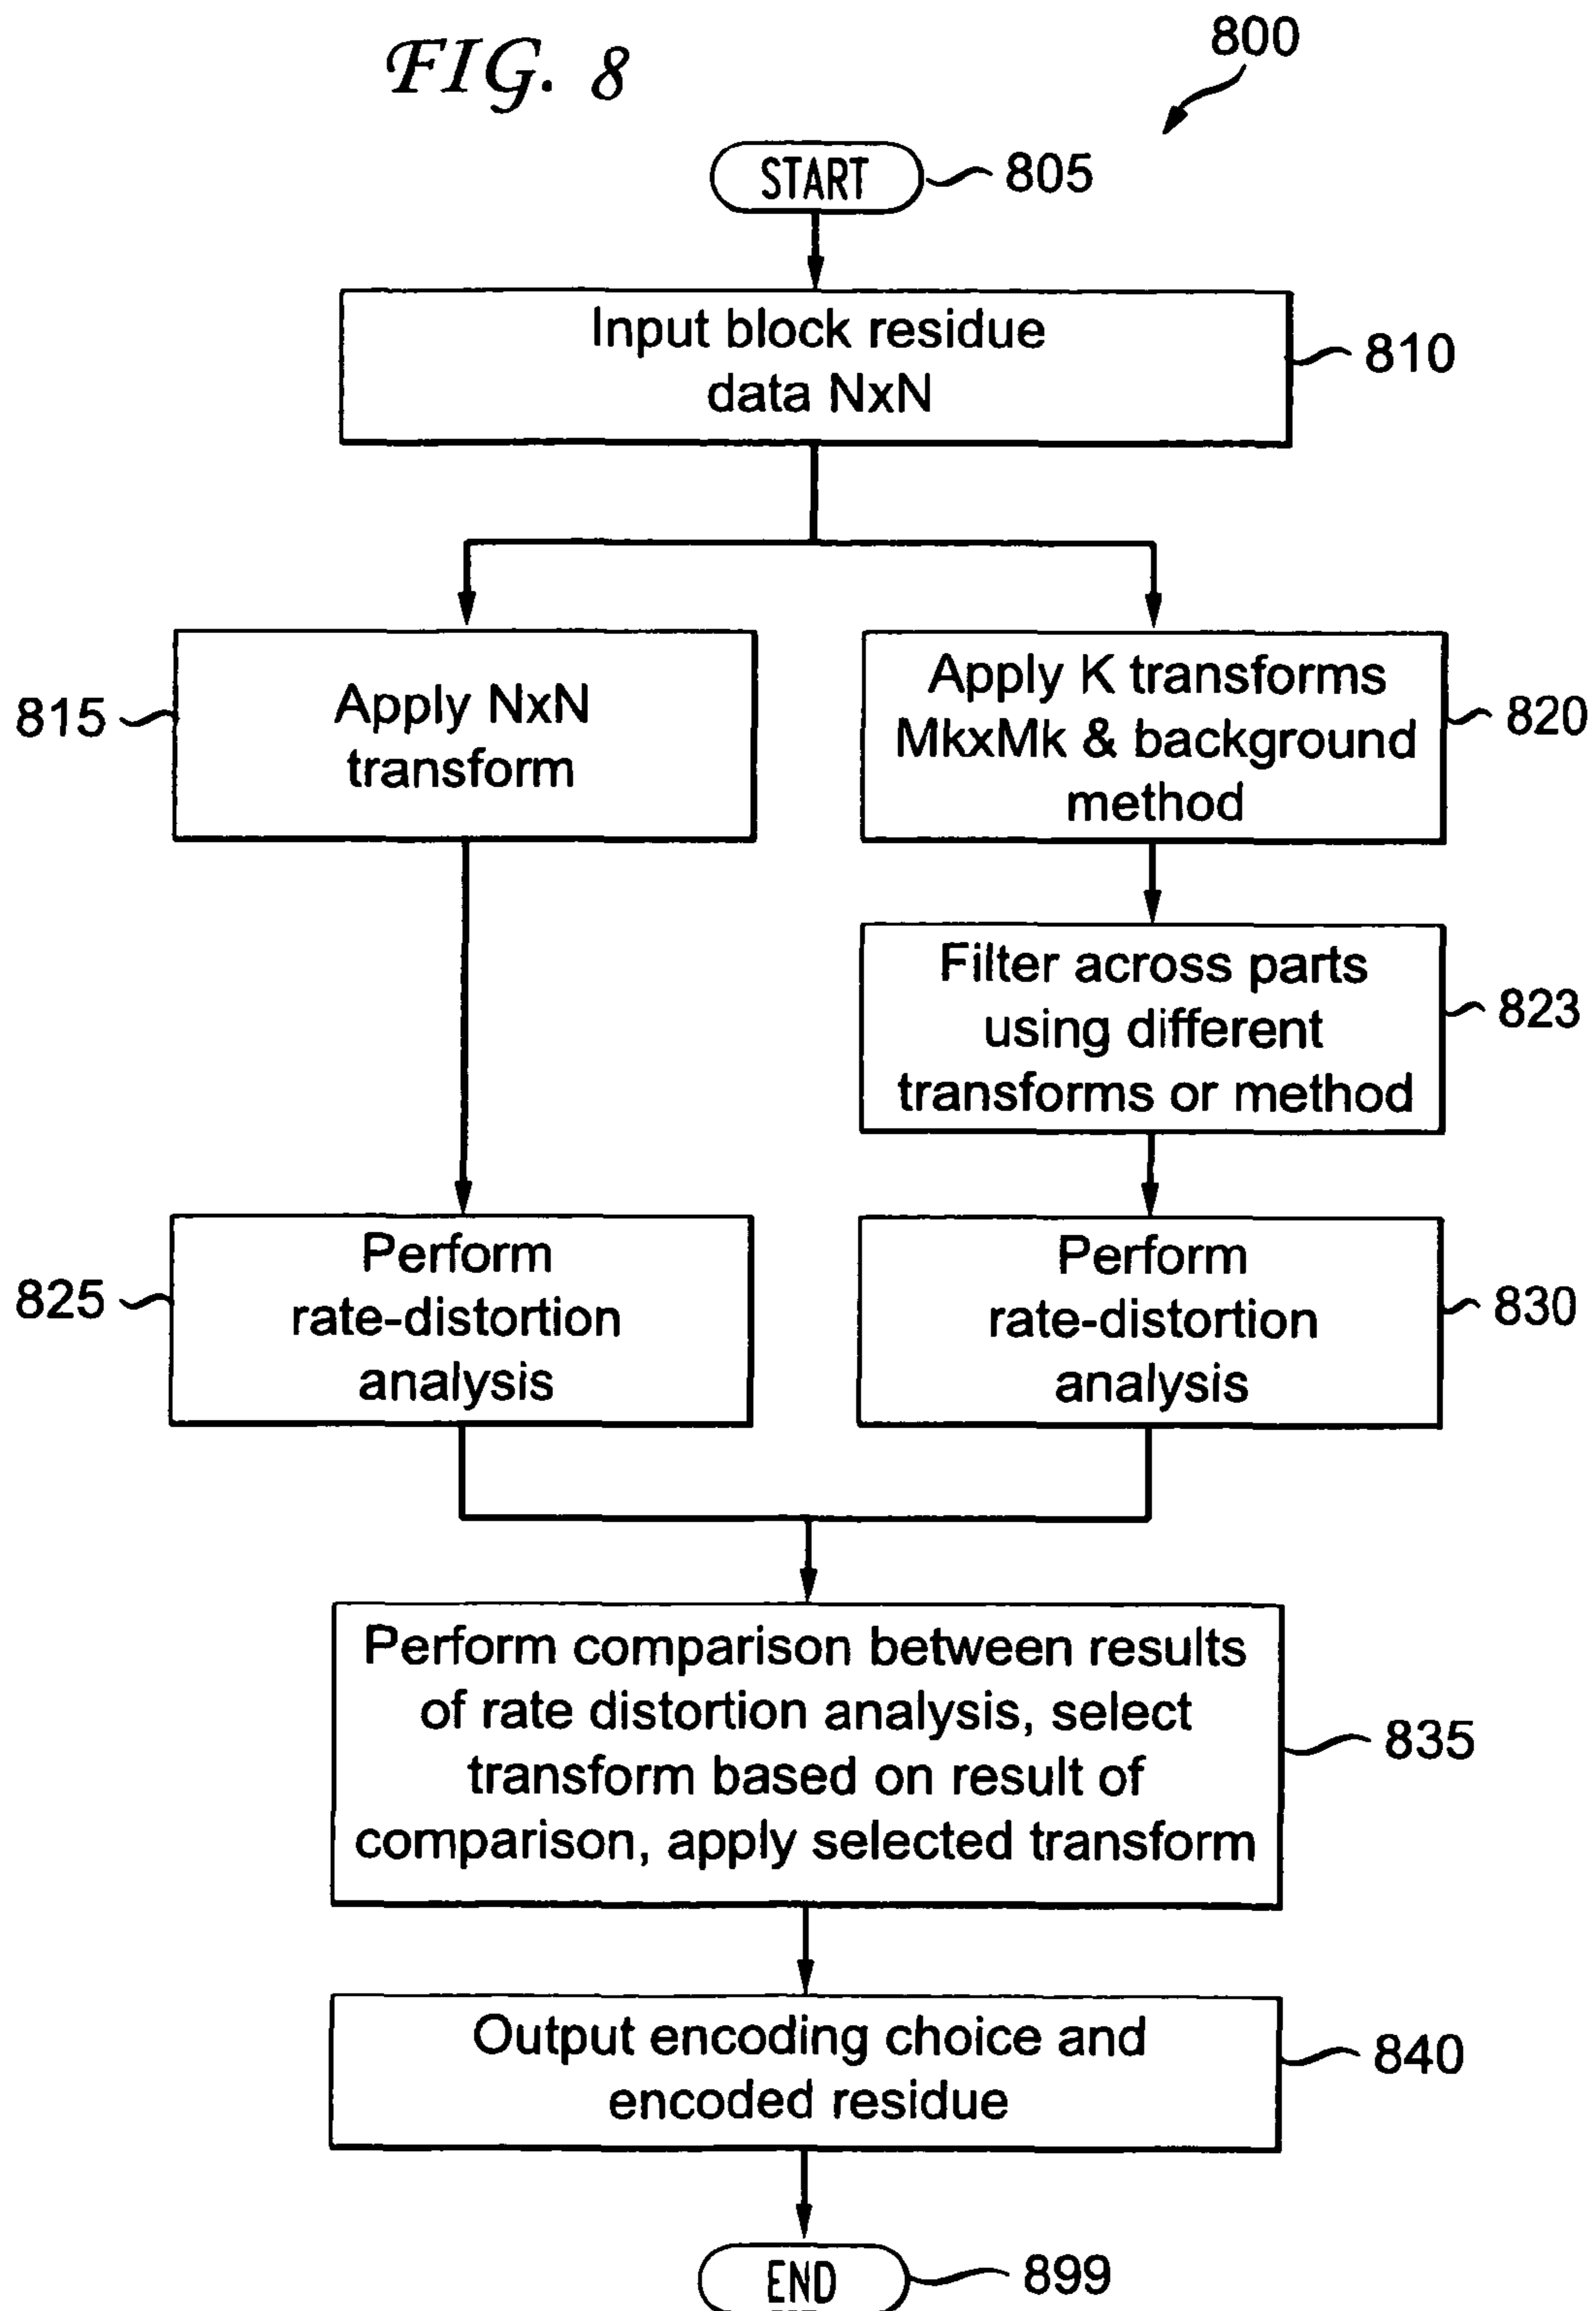 FIG. 8
800
START
805
Input block residue
data NxN
810
815
Apply NxN
transform
Apply K transforms
MkxMk & background
method
820
Filter across parts
using different
transforms or method
823
825
Perform
rate-distortion
analysis
Perform
rate-distortion
analysis
830
Perform comparison between results
of rate distortion analysis, select
transform based on result of
comparison, apply selected transform
835
Output encoding choice and
encoded residue
840
END
899